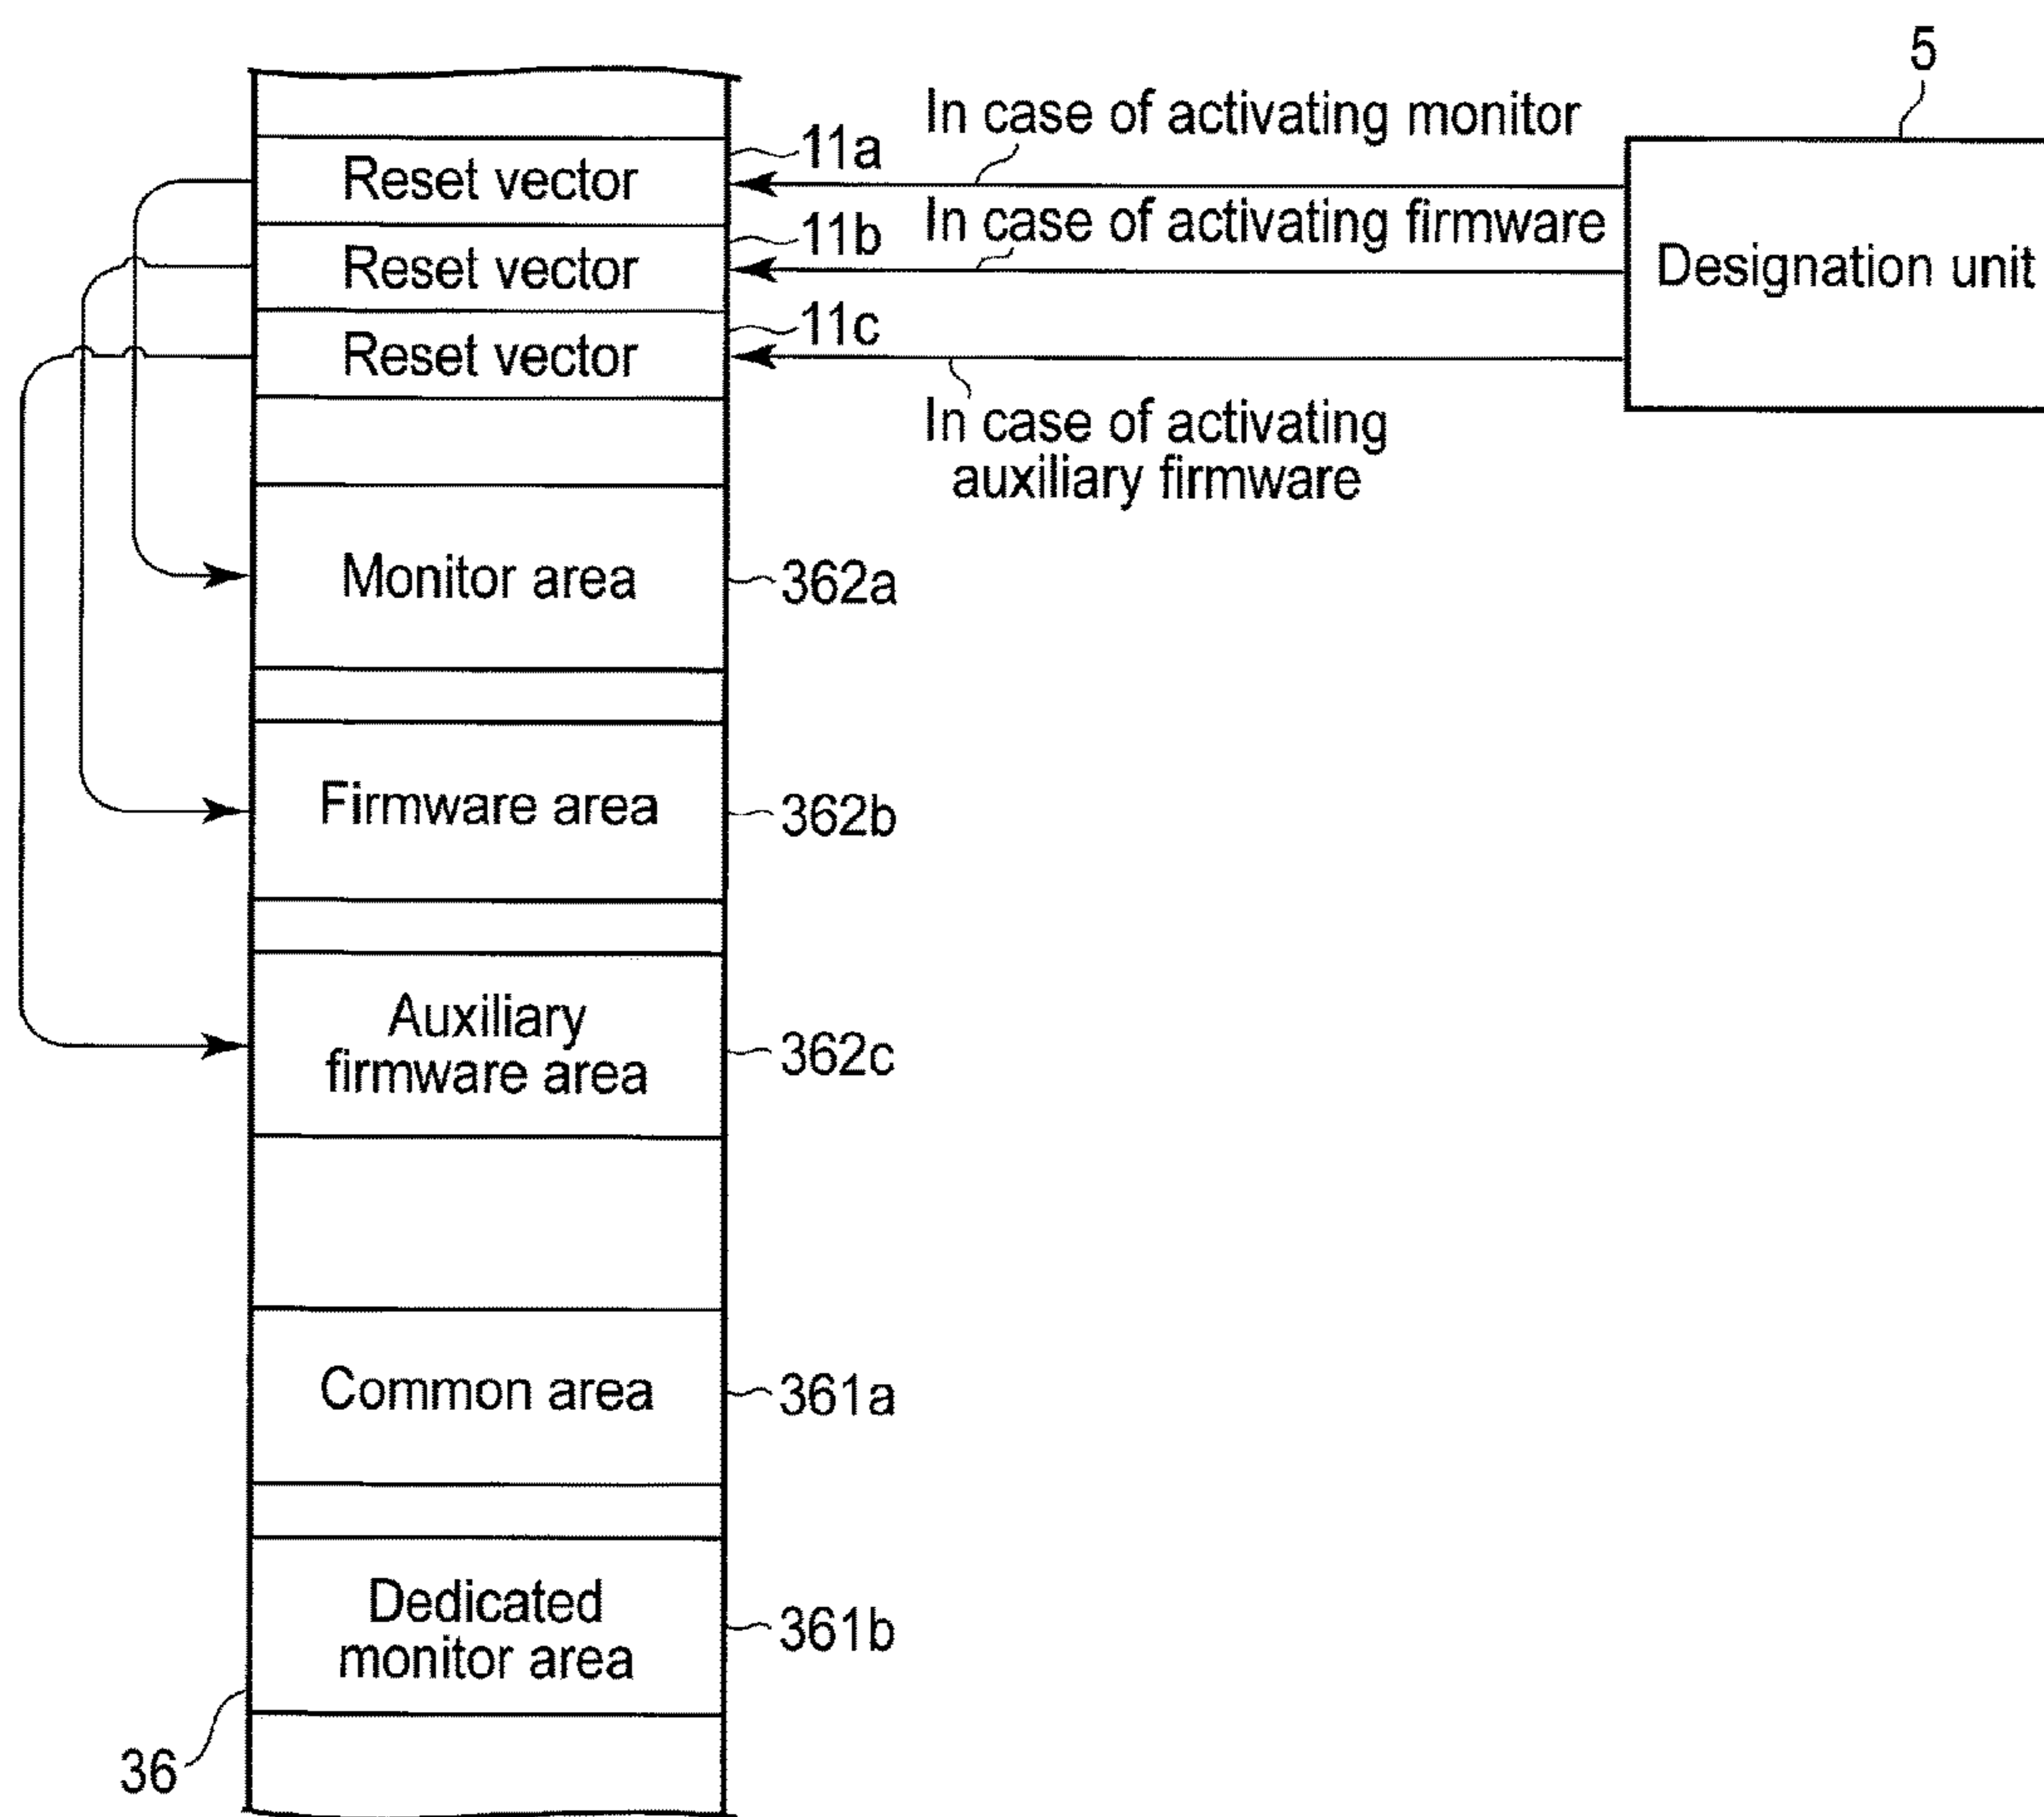 5
In case of activating monitor
11a
Reset vector
In case of activating firmware
11b
Reset vector
Designation unit
11c
Reset vector
In case of activating
auxiliary firmware
Monitor area
362a
Firmware area
362b
Auxiliary
firmware area
362c
Common area
361a
Dedicated
monitor area
361b
36